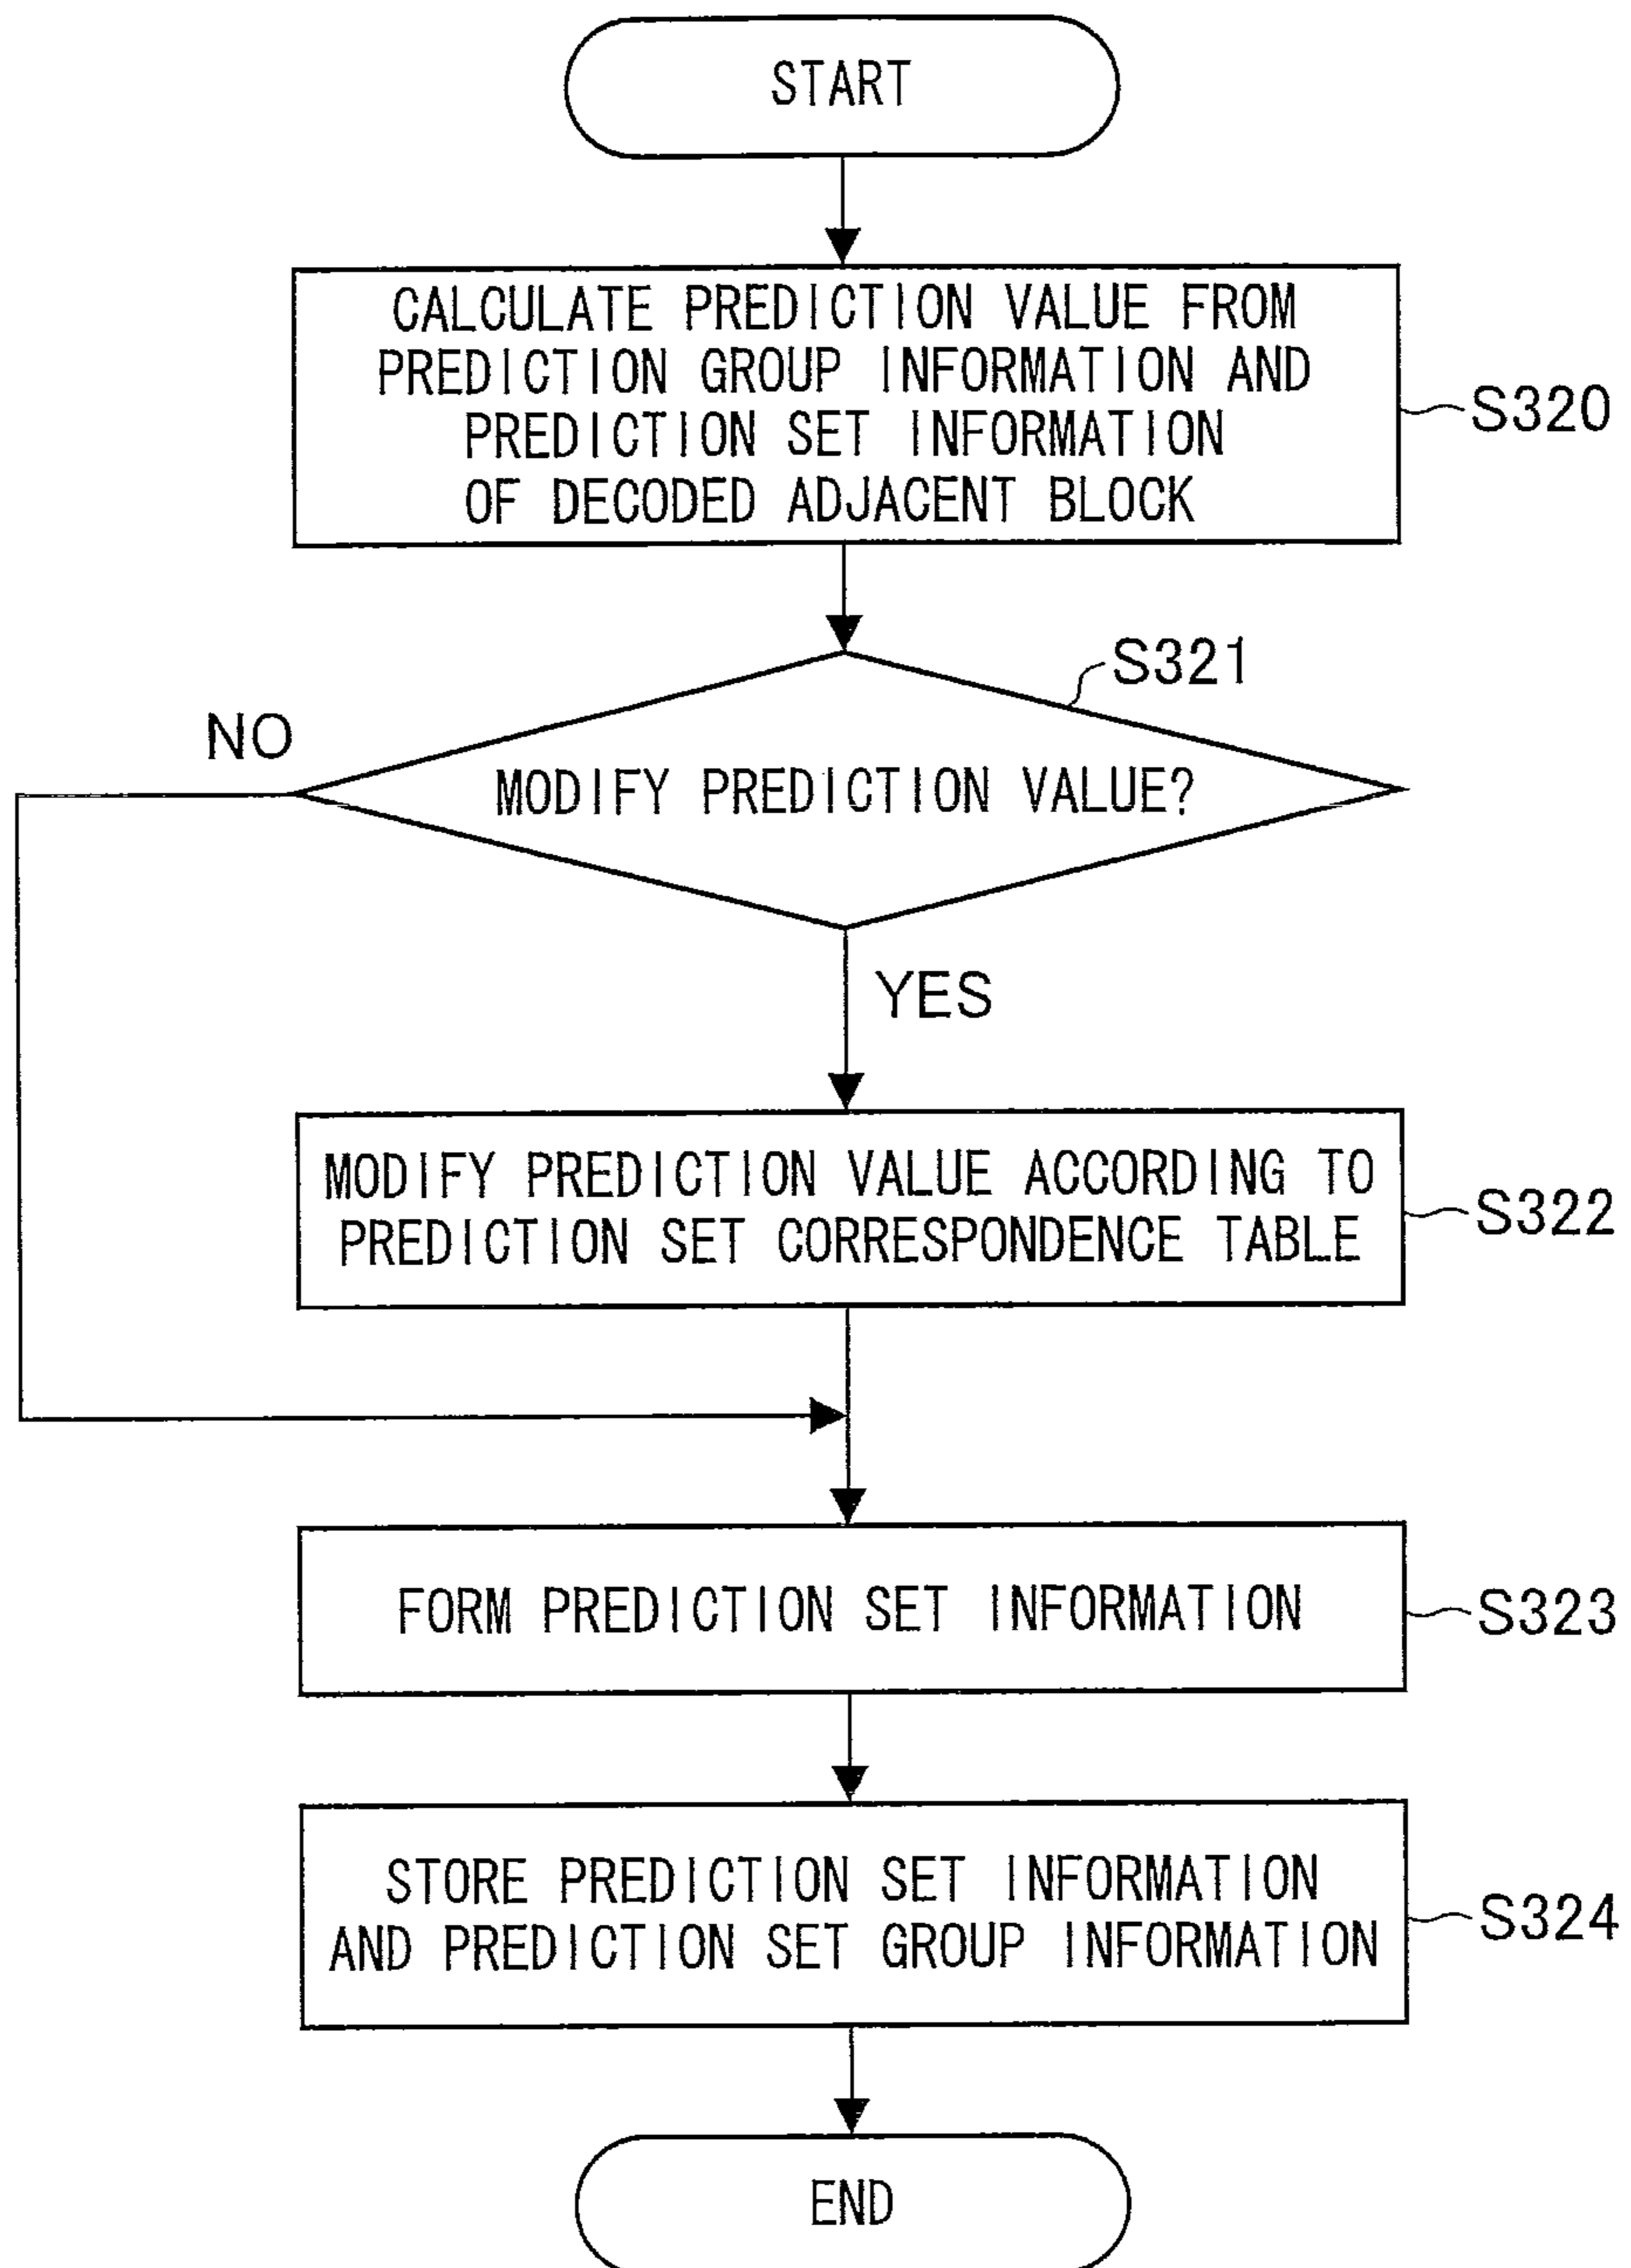 START
CALCULATE PREDICTION VALUE FROM
PREDICTION GROUP INFORMATION AND
PREDICTION SET INFORMATION
OF DECODED ADJACENT BLOCK
S320
S321
NO
MODIFY PREDICTION VALUE?
YES
MODIFY PREDICTION VALUE ACCORDING TO
PREDICTION SET CORRESPONDENCE TABLE
S322
FORM PREDICTION SET INFORMATION
S323
STORE PREDICTION SET INFORMATION
AND PREDICTION SET GROUP INFORMATION
S324
END